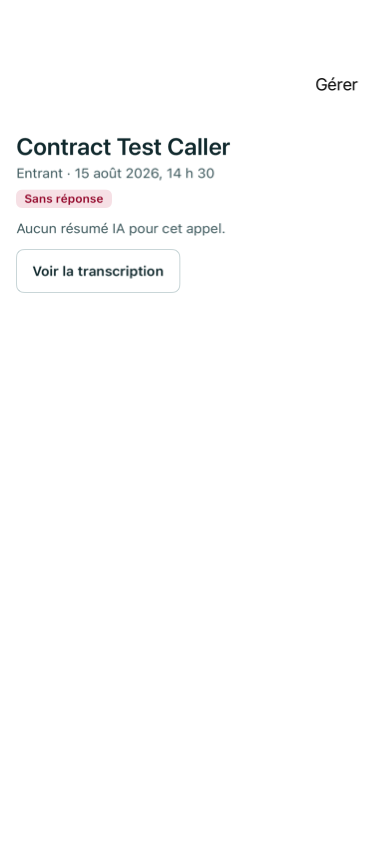 Gérer
Contract Test Caller
Entrant · 15 août 2026, 14 h 30
Sans réponse
Aucun résumé IA pour cet appel.
Voir la transcription